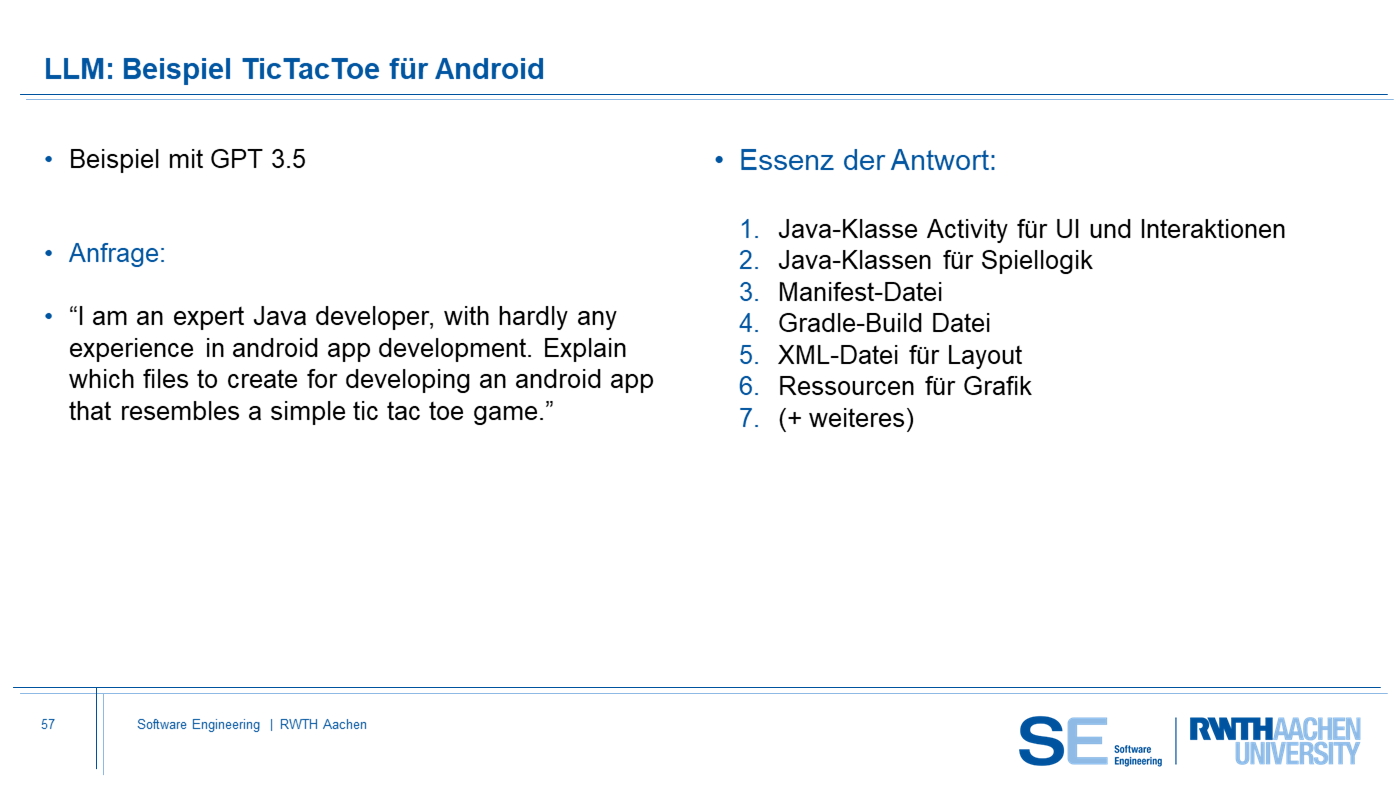 LLM: Beispiel TicTacToe für Android
• Beispiel mit GPT 3.5
• Anfrage:
• “I am an expert Java developer, with hardly any
experience in android app development. Explain
which files to create for developing an android app
that resembles a simple tic tac toe game.”
• Essenz der Antwort:
1. Java-Klasse Activity für UI und Interaktionen
2. Java-Klassen für Spiellogik
3. Manifest-Datei
4. Gradle-Build Datei
5. XML-Datei für Layout
6. Ressourcen für Grafik
7. (+ weiteres)
57
Software Engineering | RWTH Aachen
SE Software
Engineering
RWTHAACHEN
UNIVERSITY